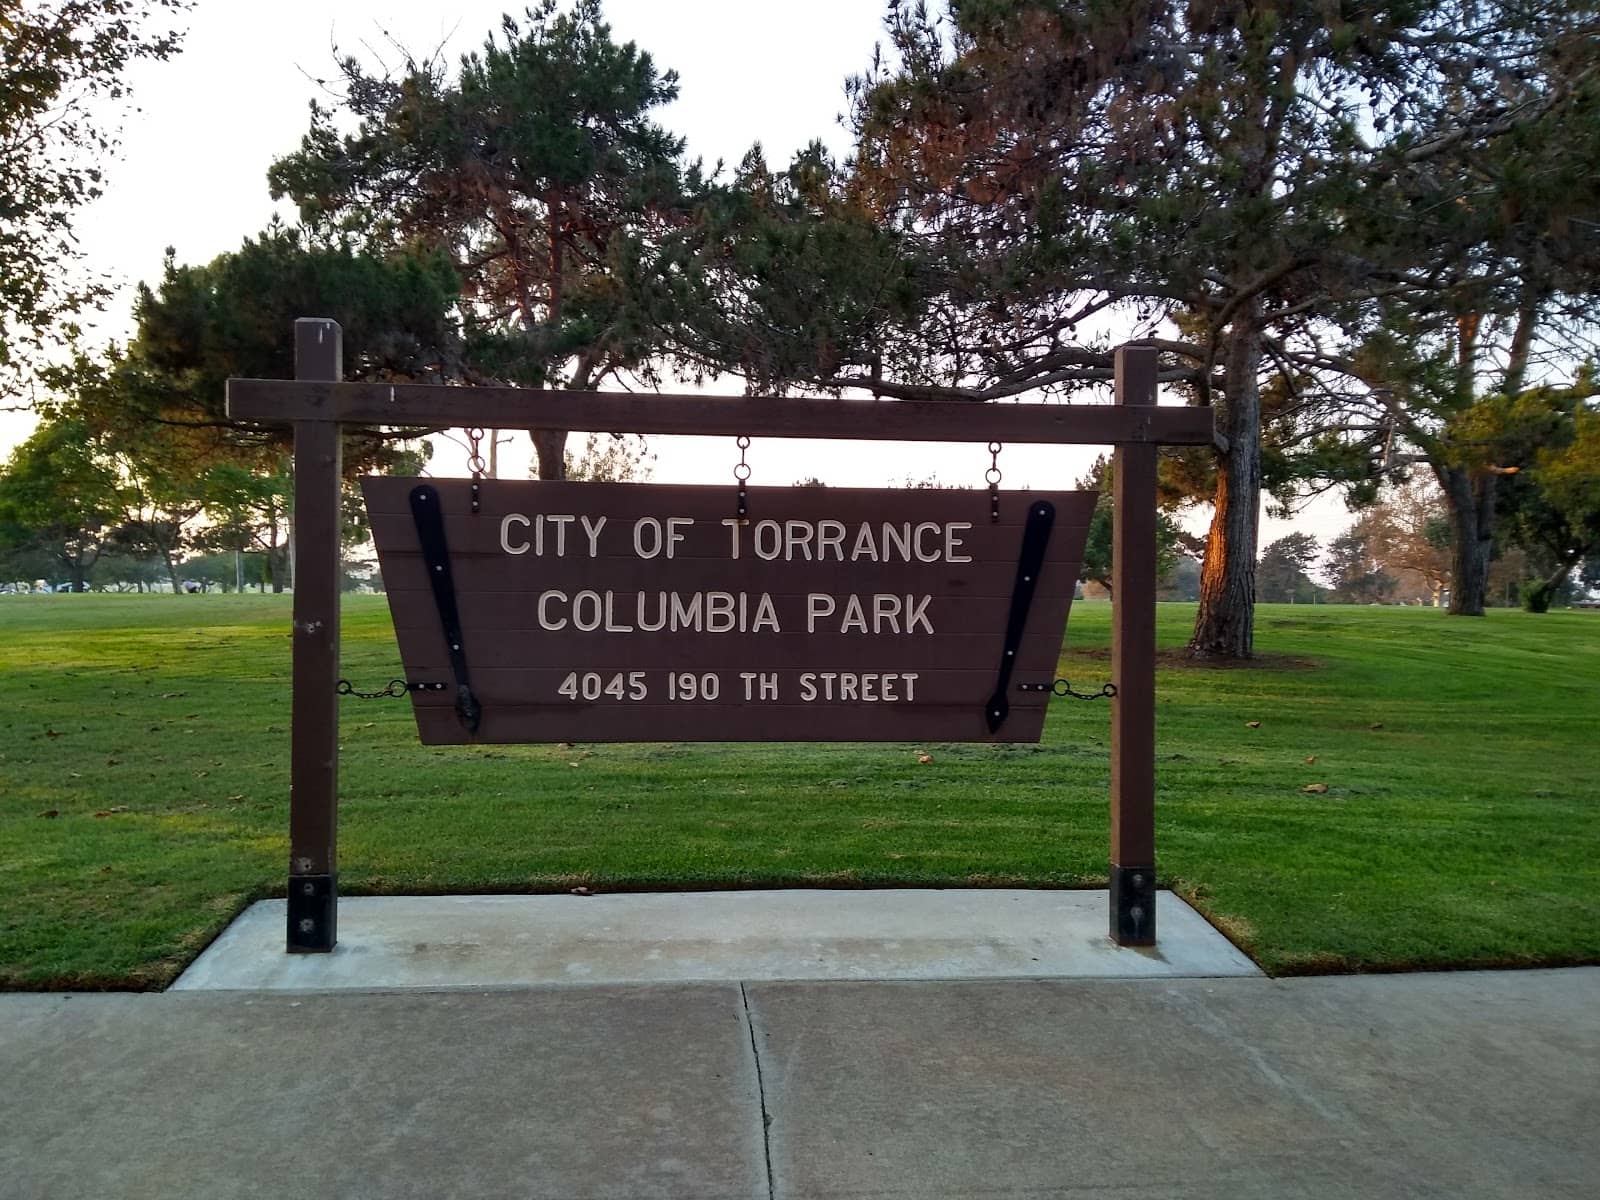 CITY OF TORRANCE
COLUMBIA PARK
4045 190 TH STREET